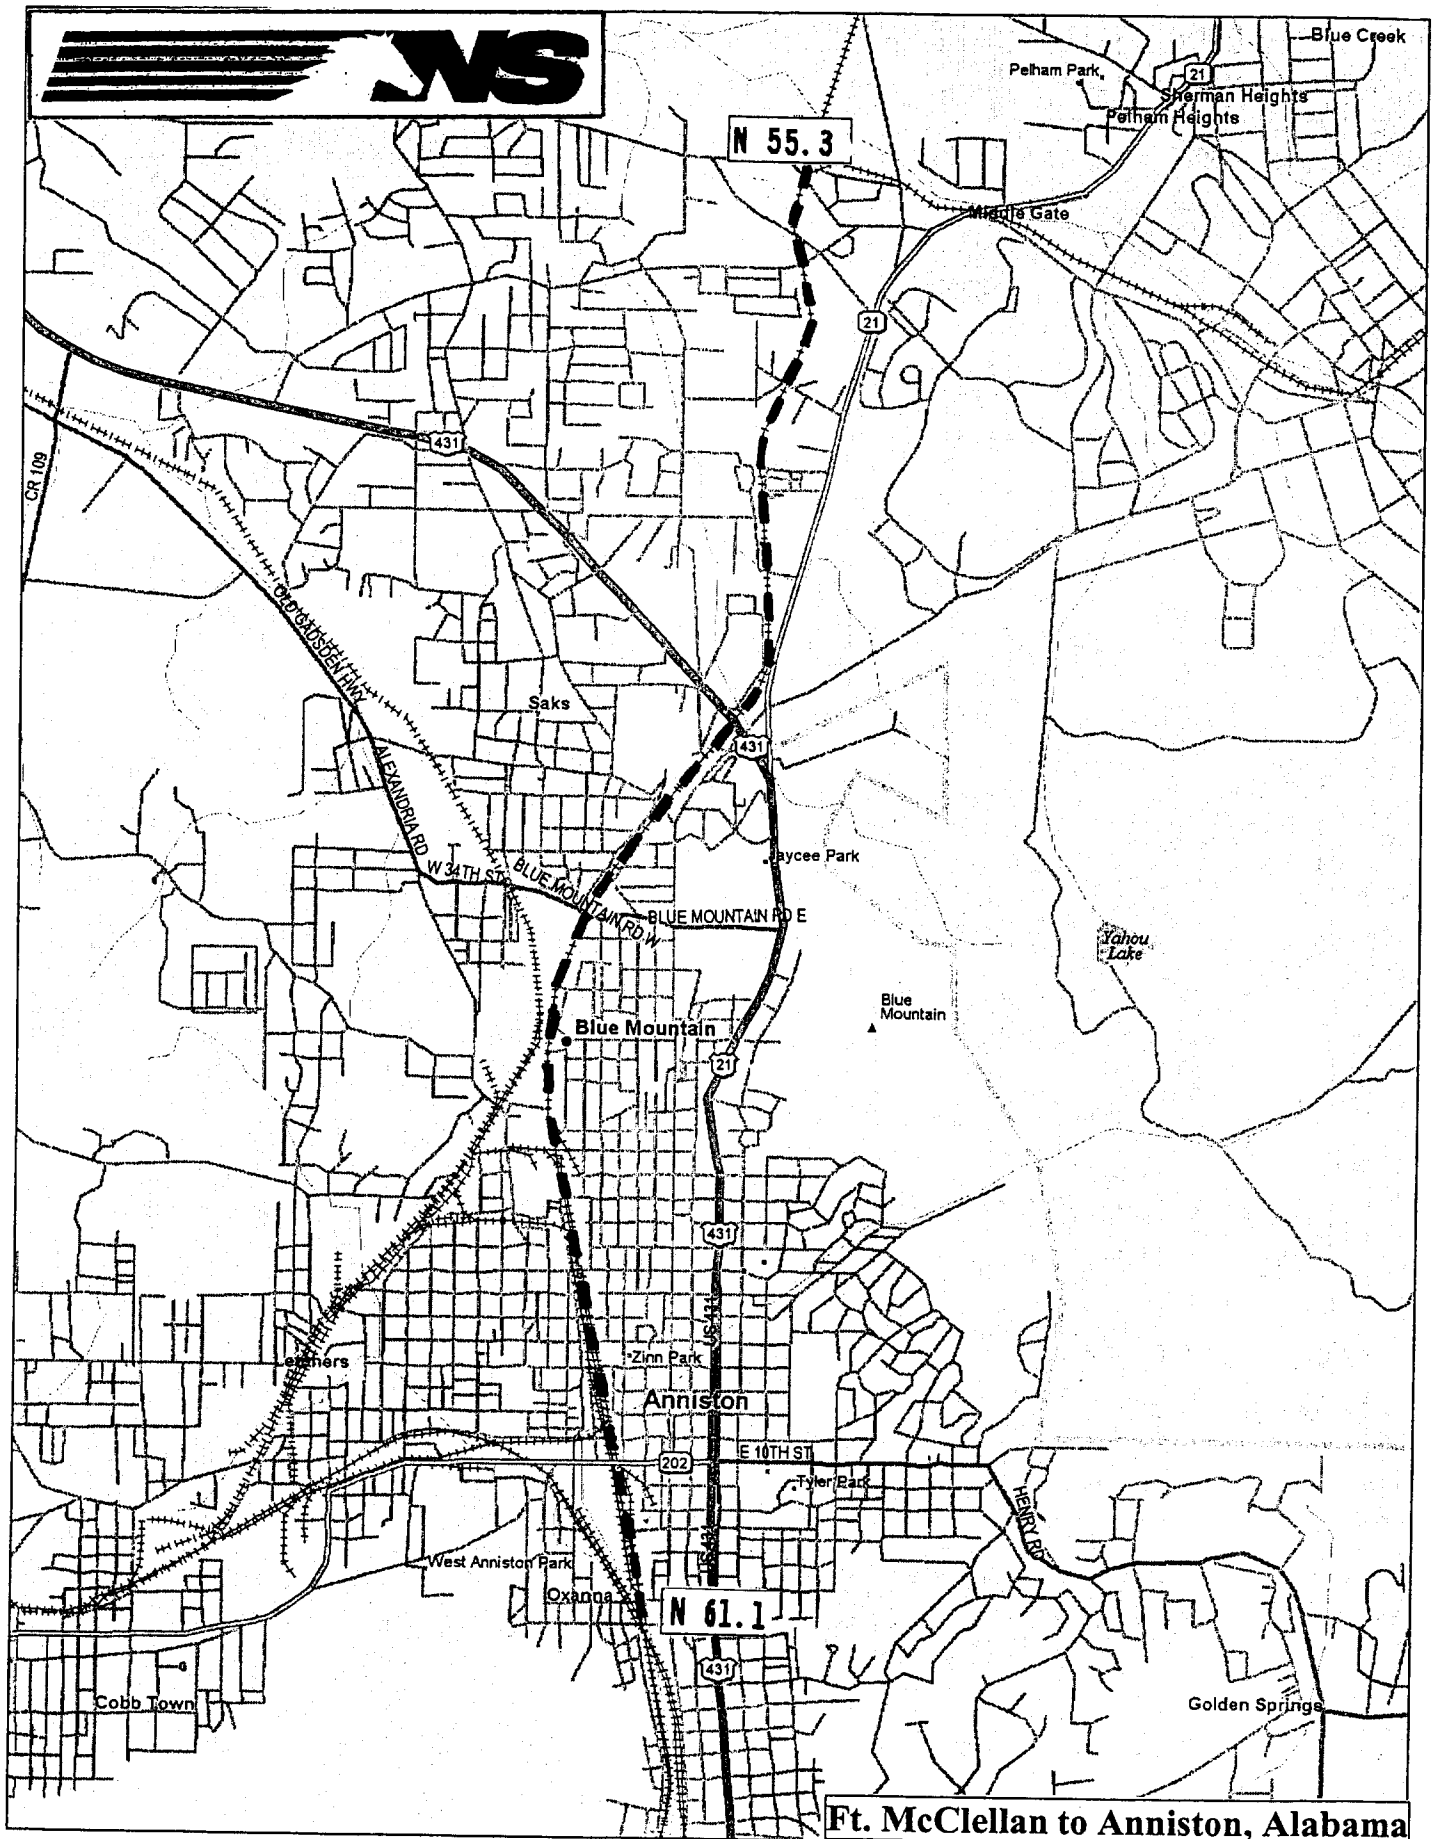 NS
Blue Creek
Pelham Park
21
Sherman Heights
Pelham Heights
N 55.3
Middle Gate
21
431
CR 109
OLD GADSDEN HWY
Saks
431
ALEXANDRIA RD
Jaycee Park
W 34TH ST
BLUE MOUNTAIN RD W
BLUE MOUNTAIN RD E
Yahou
Lake
Blue
Mountain
Blue Mountain
21
431
US 431
Zinn Park
Anniston
E 10TH ST
202
Tyler Park
HENRY RD
US 431
West Anniston Park
Oxanna
N 61.1
431
Cobb Town
Golden Springs
Ft. McClellan to Anniston, Alabama